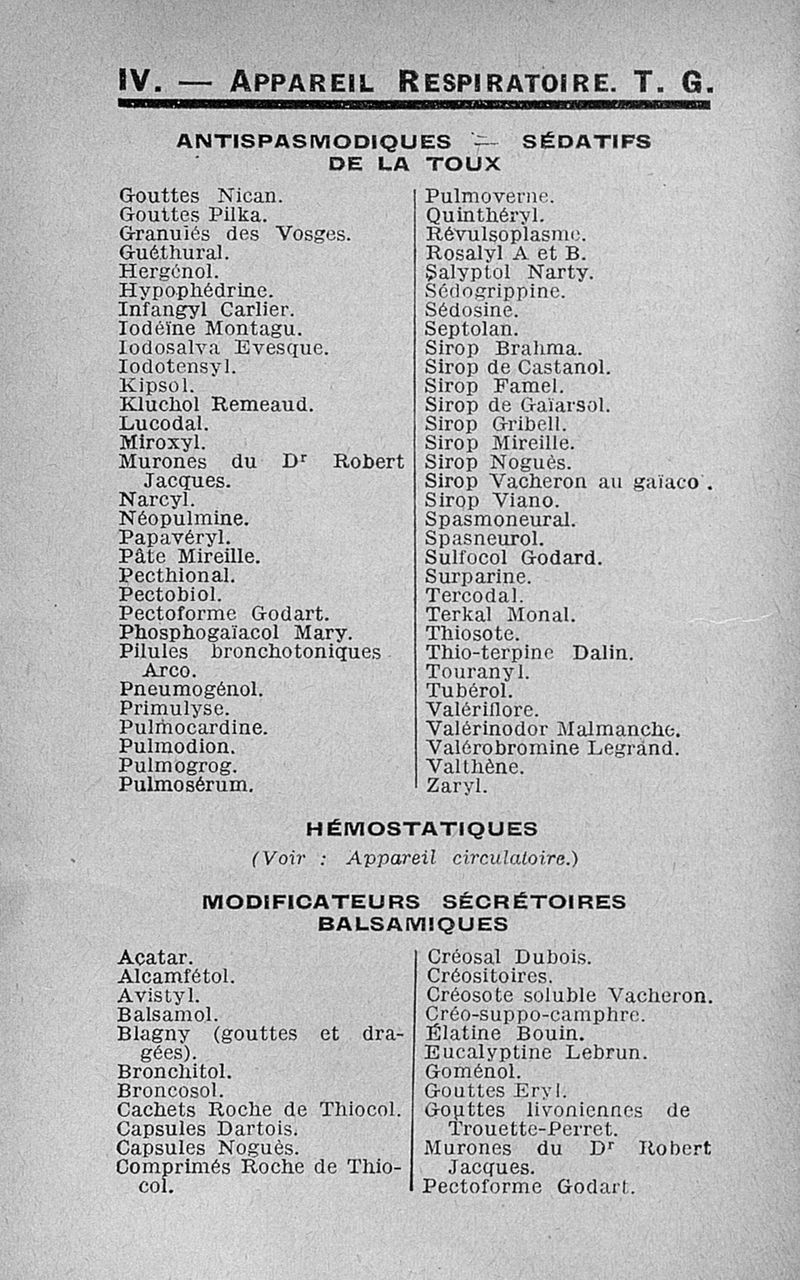 IV. — APPAREIL RESPIRATOIRE. T. G.
ANTISPASMODIQUES — SÉDATIFS
DE LA TOUX
Gouttes Nican.
Gouttes Pilka.
Granulés des Vosges.
Guéthural.
Hergénol.
Hypophédrine.
Infangyl Carlier.
Iodéïne Montagu.
Iodosalva Evesque.
Iodotensyl.
Kipsol.
Kluchol Remeaud.
Lucodal.
Miroxyl.
Murones du Dr Robert
Jacques.
Narcyl.
Néopulmine.
Papavéryl.
Pâte Mireille.
Pecthional.
Pectobiol.
Pectoforme Godart.
Phosphogaïacol Mary.
Pilules bronchotoniques
Arco.
Pneumogénol.
Primulyse.
Pulmocardine.
Pulmodion.
Pulmogrog.
Pulmosérum.
Pulmoverne.
Quinthéryl.
Révulsoplasme.
Rosalyl A et B.
Salyptol Narty.
Sédogrippine.
Sédosine.
Septolan.
Sirop Brahma.
Sirop de Castanol.
Sirop Famel.
Sirop de Gaïarsol.
Sirop Gribell.
Sirop Mireille.
Sirop Noguès.
Sirop Vacheron au gaïaco .
Sirop Viano.
Spasmoneural.
Spasneurol.
Sulfocol Godard.
Surparine.
Tercodal.
Terkal Monal.
Thiosote.
Thio-terpine Dalin.
Touranyl.
Tubérol.
Valériflore.
Valérinodor Malmanche.
Valérobromine Legrand.
Valthène.
Zaryl.
HÉMOSTATIQUES
(Voir : Appareil circulatoire.)
MODIFICATEURS SÉCRÉTOIRES
BALSAMIQUES
Acatar.
Alcamfétol.
Avistyl.
Balsamol.
Blagny (gouttes et dra-
gées).
Bronchitol.
Broncosol.
Cachets Roche de Thiocol.
Capsules Dartois.
Capsules Noguès.
Comprimés Roche de Thio-
col.
Créosal Dubois.
Créositoires.
Créosote soluble Vacheron.
Créo-suppo-camphre.
Élatine Bouin.
Eucalyptine Lebrun.
Goménol.
Gouttes Eryl.
Gouttes livoniennes de
Trouette-Perret.
Murones du Dr Robert
Jacques.
Pectoforme Godart.